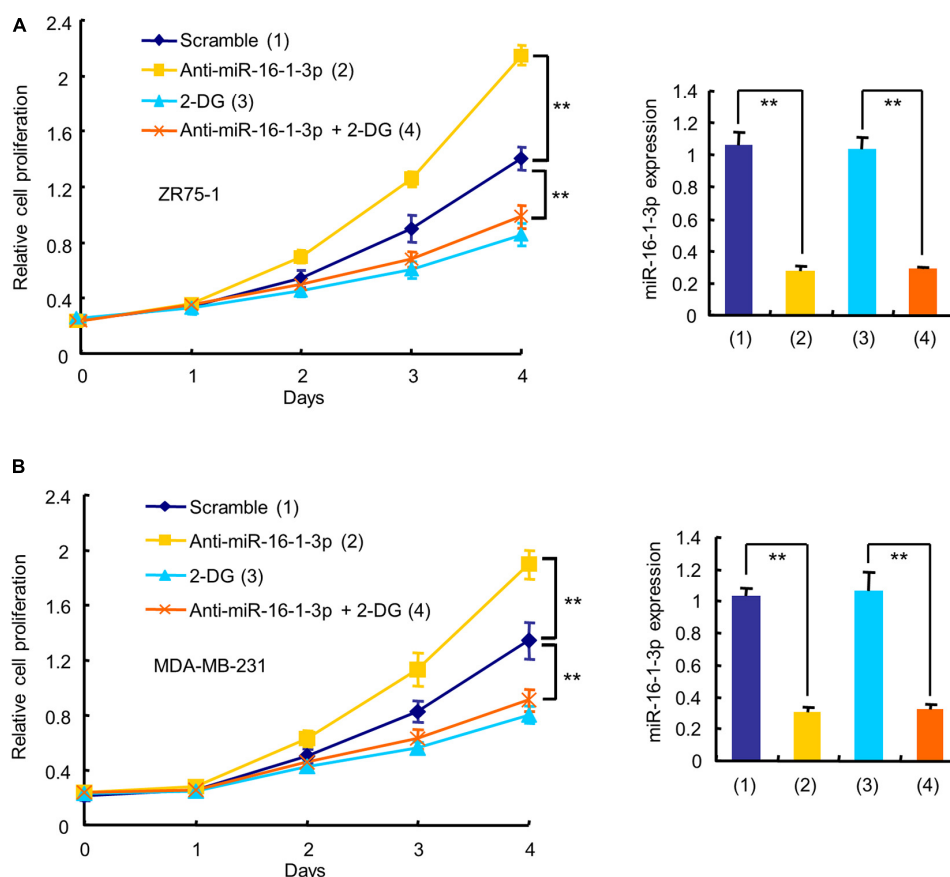 A
Relative cell proliferation
2.4
2
1.6
1.2
0.8
0.4
0
0 1 2 3 4
Days
Scramble (1)
Anti-miR-16-1-3p (2)
2-DG (3)
Anti-miR-16-1-3p + 2-DG (4)
ZR75-1
**
**
miR-16-1-3p expression
1.4
1.2
1
0.8
0.6
0.4
0.2
0
** **
(1) (2) (3) (4)
B
Relative cell proliferation
2.4
2
1.6
1.2
0.8
0.4
0
0 1 2 3 4
Days
Scramble (1)
Anti-miR-16-1-3p (2)
2-DG (3)
Anti-miR-16-1-3p + 2-DG (4)
MDA-MB-231
**
**
miR-16-1-3p expression
1.4
1.2
1
0.8
0.6
0.4
0.2
0
** **
(1) (2) (3) (4)